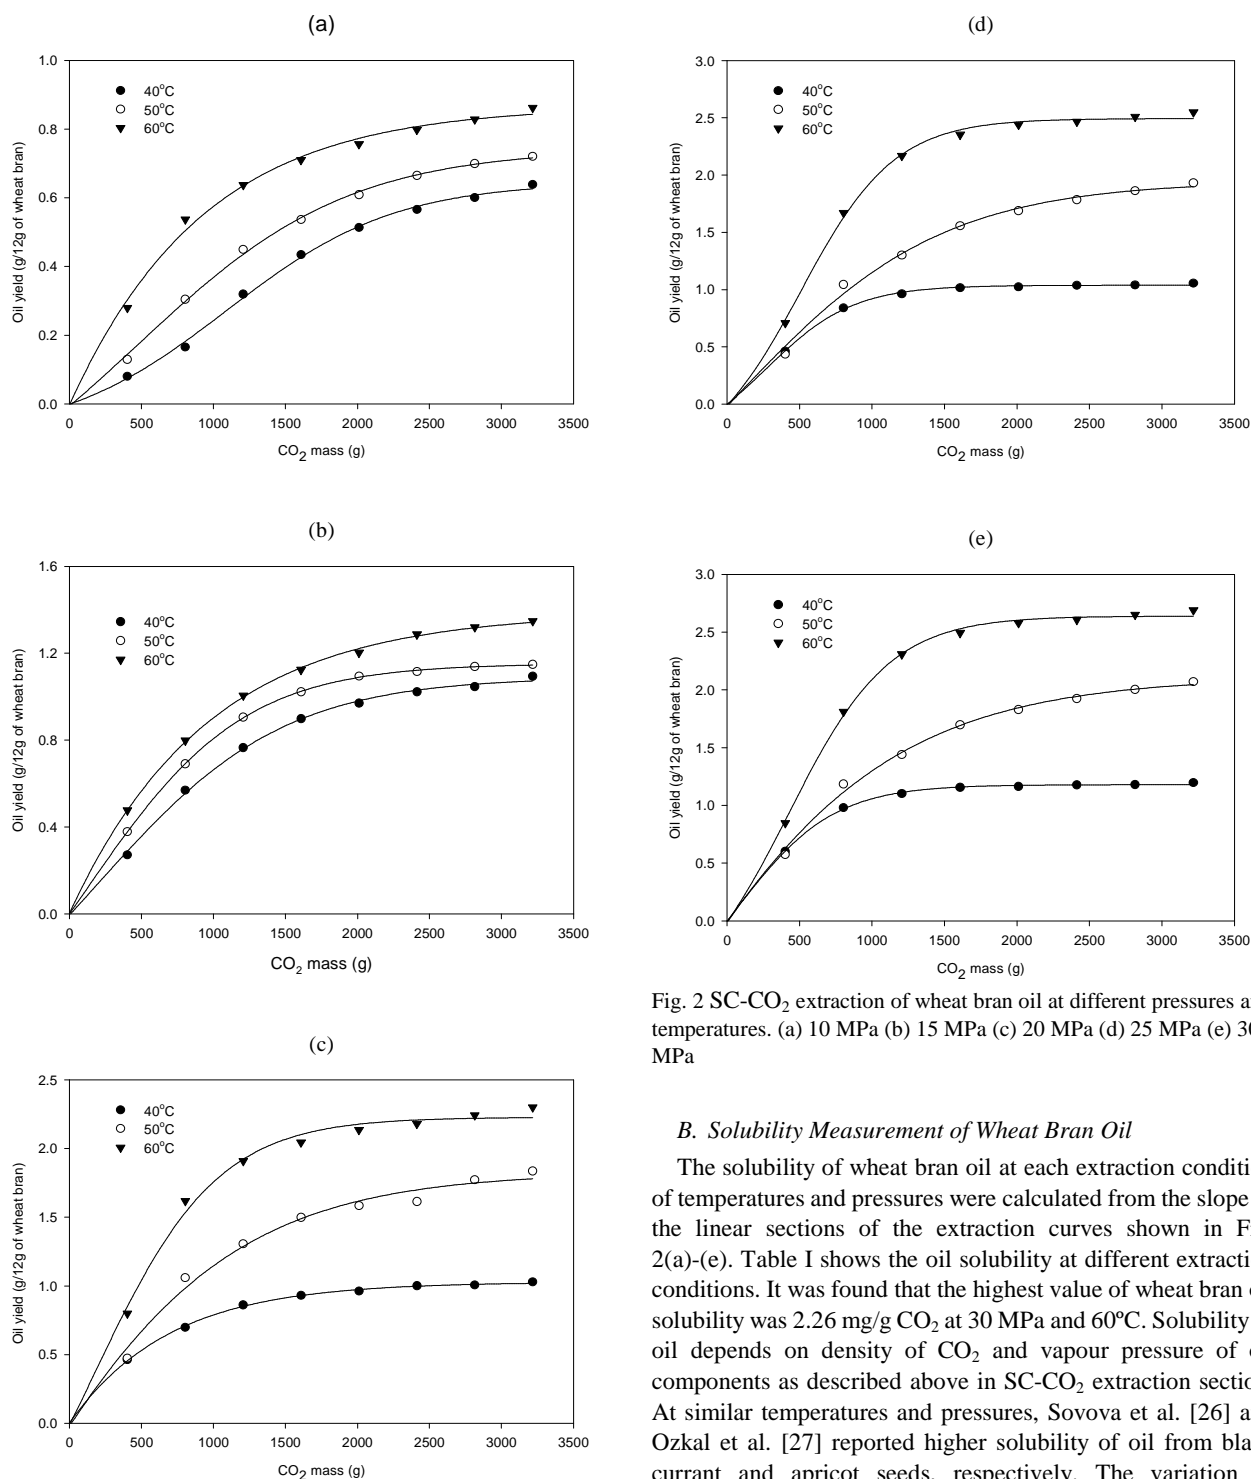 (a)
1.0
0.8
0.6
0.4
0.2
0.0
Oil yield (g/12g of wheat bran)
40°C
50°C
60°C
0 500 1000 1500 2000 2500 3000 3500
CO2 mass (g)
(b)
1.6
1.2
0.8
0.4
0.0
Oil yield (g/12g of wheat bran)
40°C
50°C
60°C
0 500 1000 1500 2000 2500 3000 3500
CO2 mass (g)
(c)
2.5
2.0
1.5
1.0
0.5
0.0
Oil yield (g/12g of wheat bran)
40°C
50°C
60°C
0 500 1000 1500 2000 2500 3000 3500
CO2 mass (g)
(d)
3.0
2.5
2.0
1.5
1.0
0.5
0.0
Oil yield (g/12g of wheat bran)
40°C
50°C
60°C
0 500 1000 1500 2000 2500 3000 3500
CO2 mass (g)
(e)
3.0
2.5
2.0
1.5
1.0
0.5
0.0
Oil yield (g/12g of wheat bran)
40°C
50°C
60°C
0 500 1000 1500 2000 2500 3000 3500
CO2 mass (g)
Fig. 2 SC-CO2 extraction of wheat bran oil at different pressures
temperatures. (a) 10 MPa (b) 15 MPa (c) 20 MPa (d) 25 MPa (e) 30
MPa
B. Solubility Measurement of Wheat Bran Oil
The solubility of wheat bran oil at each extraction
of temperatures and pressures were calculated from the slope
the linear sections of the extraction curves shown in
2(a)-(e). Table I shows the oil solubility at different
conditions. It was found that the highest value of wheat bran
solubility was 2.26 mg/g CO2 at 30 MPa and 60ºC. Solubility
oil depends on density of CO2 and vapour pressure of
components as described above in SC-CO2 extraction
At similar temperatures and pressures, Sovova et al. [26]
Ozkal et al. [27] reported higher solubility of oil from
currant and apricot seeds, respectively. The variation